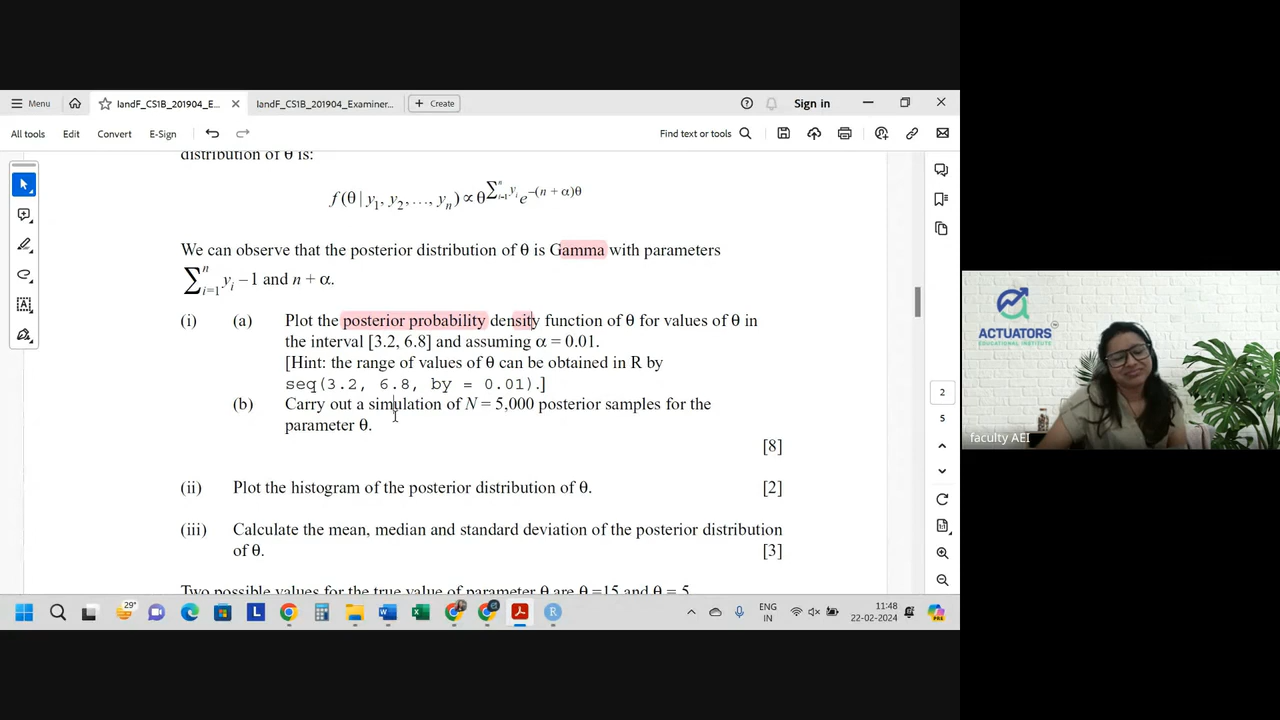 Menu
IandF_CS1B_201904_E...
IandF_CS1B_201904_Examiner...
Create
Sign in
All tools
Edit
Convert
E-Sign
Find text or tools
distribution of θ is:
f(θ | y1, y2, ..., yn) ∝ θ^{∑_{i=1}^{n} y_i} e^{−(n + α)θ}
We can observe that the posterior distribution of θ is Gamma with parameters
∑_{i=1}^{n} y_i − 1 and n + α.
(i) (a) Plot the posterior probability density function of θ for values of θ in
the interval [3.2, 6.8] and assuming α = 0.01.
[Hint: the range of values of θ can be obtained in R by
seq(3.2, 6.8, by = 0.01).]
(b) Carry out a simulation of N = 5,000 posterior samples for the
parameter θ.
[8]
(ii) Plot the histogram of the posterior distribution of θ. [2]
(iii) Calculate the mean, median and standard deviation of the posterior distribution
of θ. [3]
Two possible values for the true value of parameter θ are θ =15 and θ = 5.
2
5
ACTUATORS
EDUCATIONAL INSTITUTE
faculty AEI
29°
ENG
IN
11:48
22-02-2024